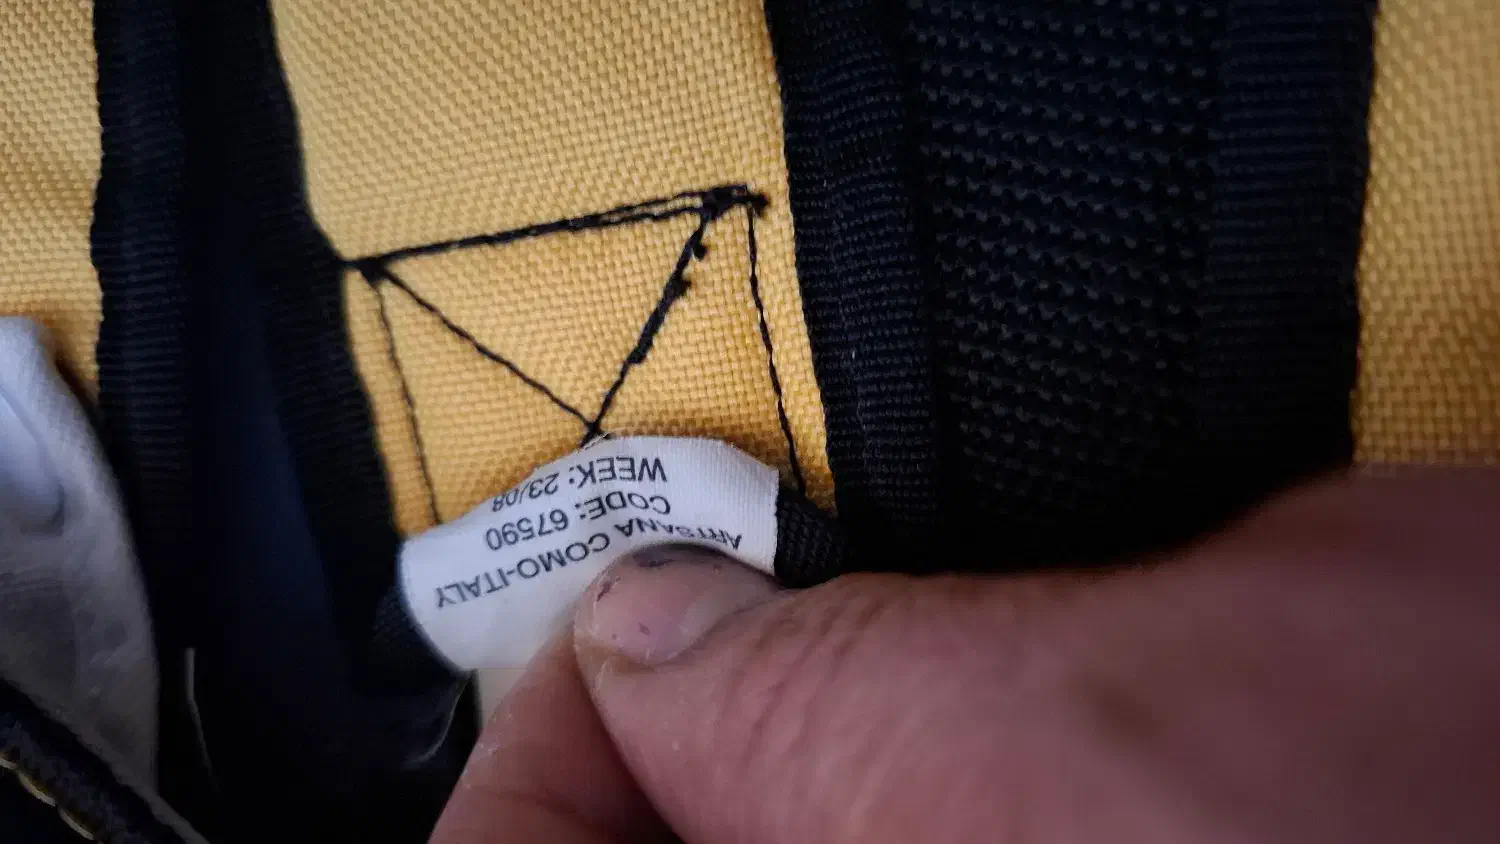 ARTSANA COMO-ITALY
CODE: 67590
WEEK: 23/08